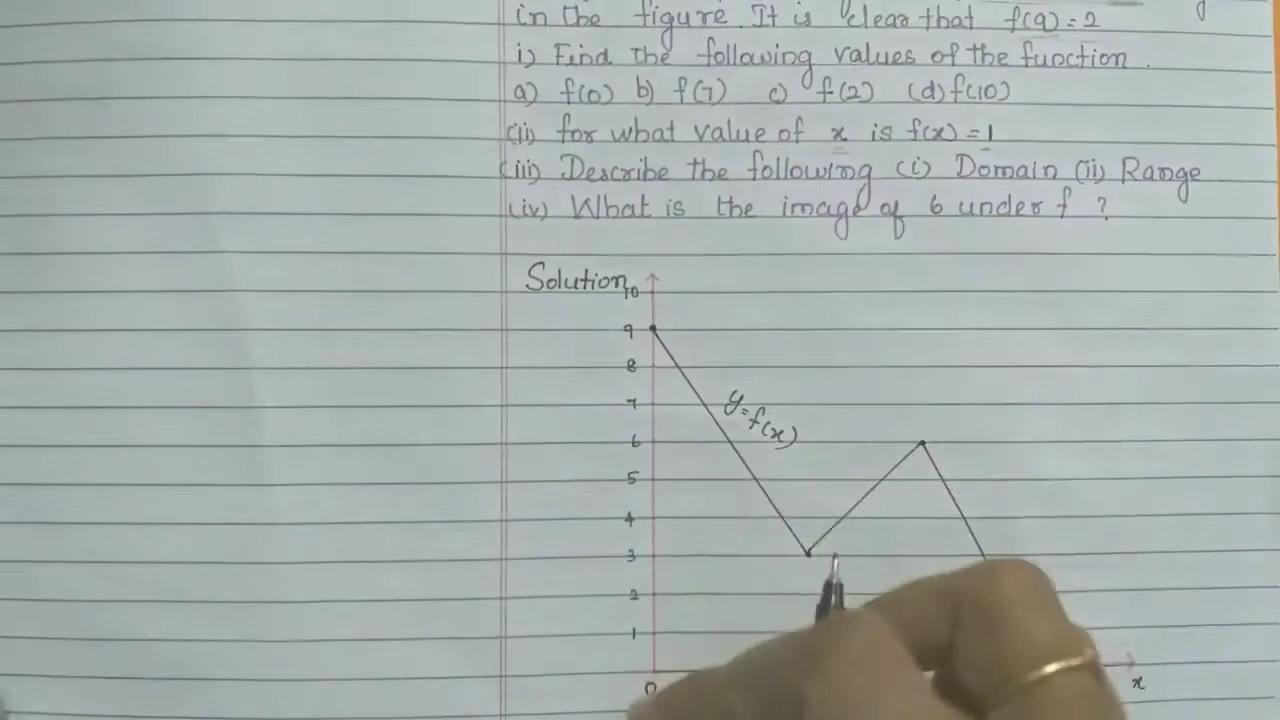 in the figure. It is clear that f(9) = 2
i) Find the following values of the function.
a) f(0) b) f(7) c) f(2) (d) f(10)
(ii) for what value of x is f(x) = 1
(iii) Describe the following (i) Domain (ii) Range
(iv) What is the image of 6 under f ?
Solution
10
9
8
7
y=f(x)
6
5
4
3
2
1
0
x